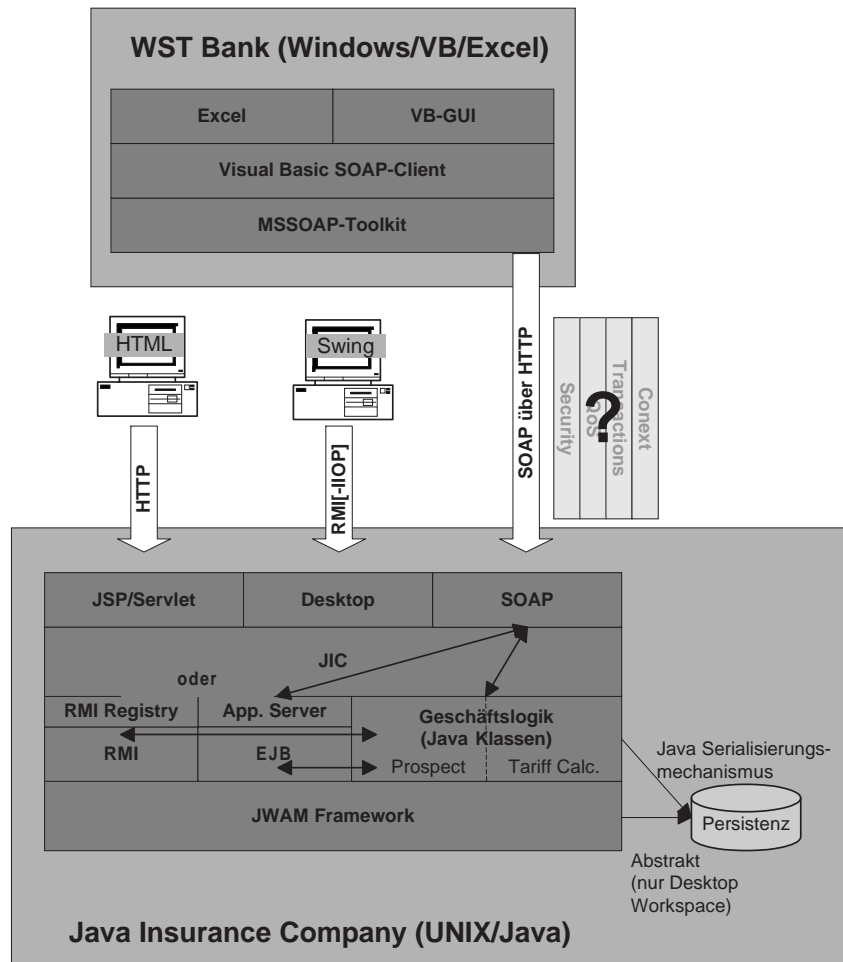 WST Bank (Windows/VB/Excel)
Excel
VB-GUI
Visual Basic SOAP-Client
MSSOAP-Toolkit
HTML
Swing
HTTP
RMI[-IIOP]
SOAP über HTTP
Security
QoS
Transactions
Conext
?
JSP/Servlet
Desktop
SOAP
JIC
oder
RMI Registry
App. Server
Geschäftslogik
(Java Klassen)
RMI
EJB
Prospect
Tariff Calc.
JWAM Framework
Java Serialisierungs-
mechanismus
Persistenz
Abstrakt
(nur Desktop
Workspace)
Java Insurance Company (UNIX/Java)